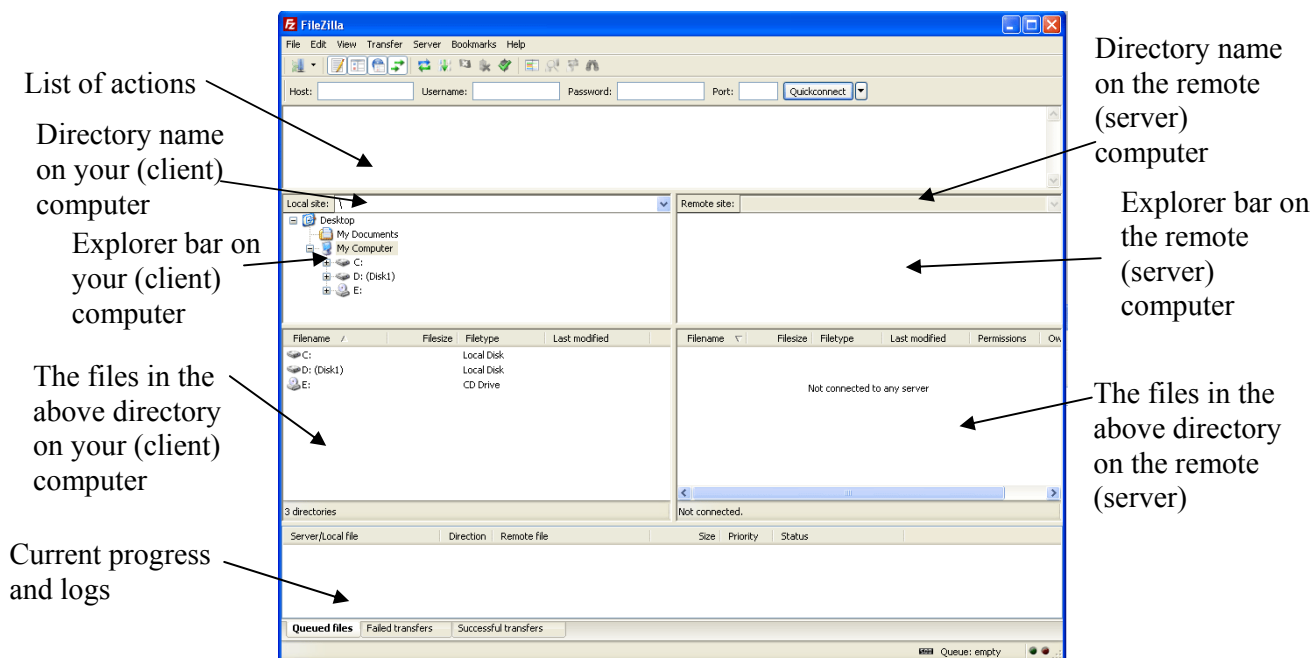 FileZilla
File Edit View Transfer Server Bookmarks Help
Host: Username: Password: Port: Quickconnect
List of actions
Directory name
on your (client)
computer
Explorer bar on
your (client)
computer
The files in the
above directory
on your (client)
computer
Current progress
and logs
Local site: \
Desktop
My Documents
My Computer
C:
D: (Disk1)
E:
Filename Filesize Filetype Last modified
C: Local Disk
D: (Disk1) Local Disk
E: CD Drive
3 directories
Remote site:
Filename Filesize Filetype Last modified Permissions Ow
Not connected to any server
Not connected.
Server/Local file Direction Remote file Size Priority Status
Queued files Failed transfers Successful transfers
Queue: empty
Directory name
on the remote
(server)
computer
Explorer bar on
the remote
(server)
computer
The files in the
above directory
on the remote
(server)